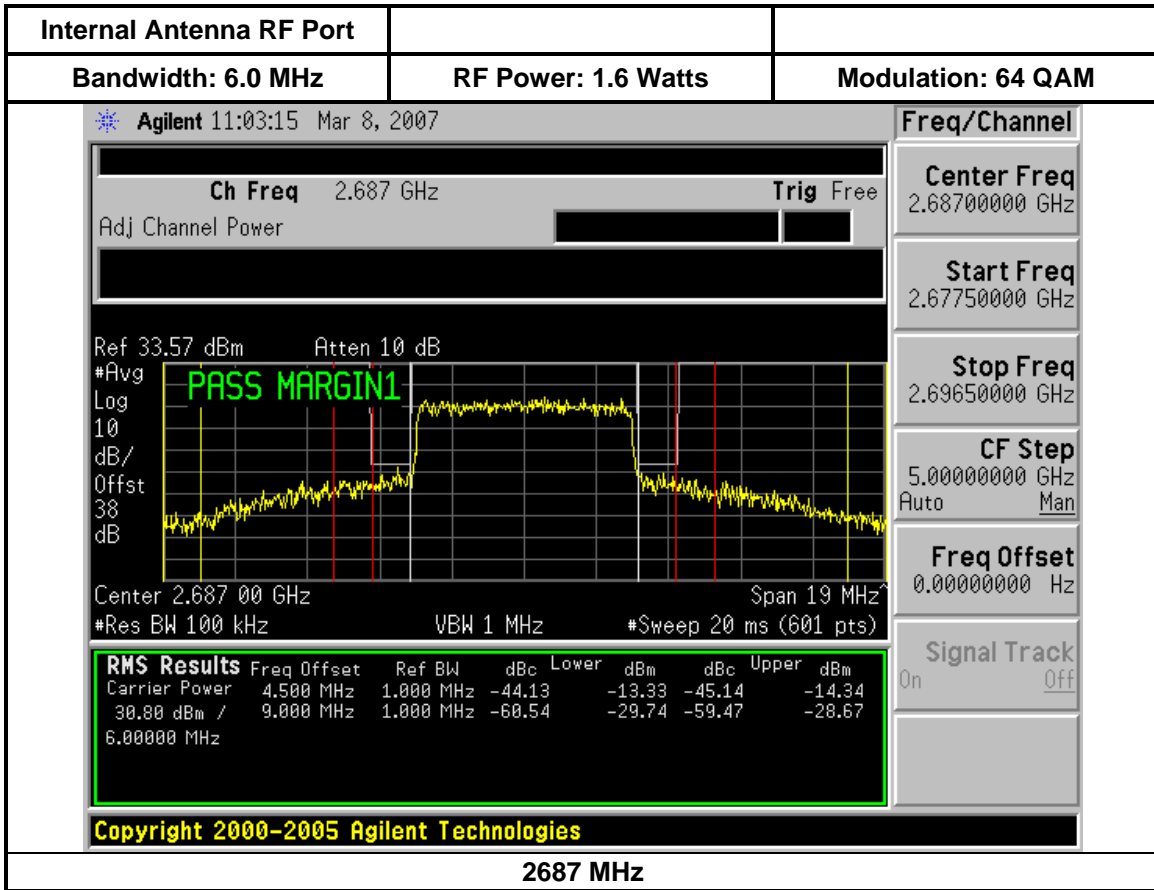 Internal Antenna RF Port
Bandwidth: 6.0 MHz RF Power: 1.6 Watts Modulation: 64 QAM
Agilent 11:03:15 Mar 8, 2007 Freq/Channel
Ch Freq 2.687 GHz Trig Free
Adj Channel Power
Center Freq
2.68700000 GHz
Start Freq
2.67750000 GHz
Stop Freq
2.69650000 GHz
CF Step
5.00000000 GHz
Auto Man
Freq Offset
0.00000000 Hz
Signal Track
On Off
Ref 33.57 dBm Atten 10 dB
#Avg
Log
10
dB/
Offst
38
dB
PASS MARGIN1
Center 2.687 00 GHz Span 19 MHz^
#Res BW 100 kHz VBW 1 MHz #Sweep 20 ms (601 pts)
RMS Results Freq Offset Ref BW dBc Lower dBm dBc Upper dBm
Carrier Power 4.500 MHz 1.000 MHz -44.13 -13.33 -45.14 -14.34
30.80 dBm / 9.000 MHz 1.000 MHz -60.54 -29.74 -59.47 -28.67
6.00000 MHz
Copyright 2000-2005 Agilent Technologies
2687 MHz